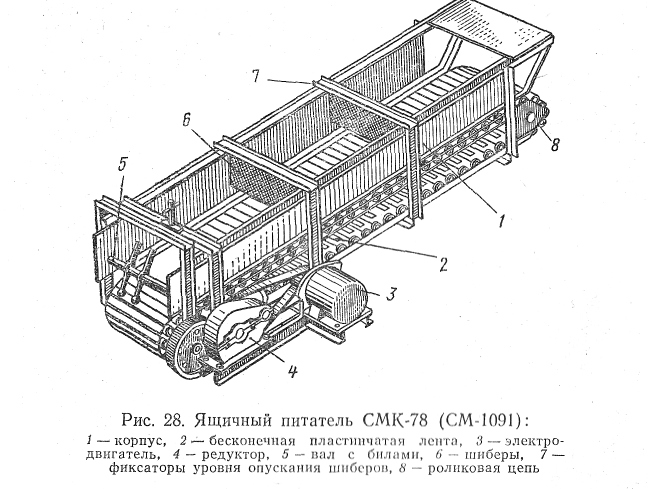 7
6
5
8
1
2
3
4
Рис. 28. Ящичный питатель СМК-78 (СМ-1091):
1 — корпус, 2 — бесконечная пластинчатая лента, 3 — электро-
двигатель, 4 — редуктор, 5 — вал с билами, 6 — шиберы, 7 —
фиксаторы уровня опускания шиберов, 8 — роликовая цепь